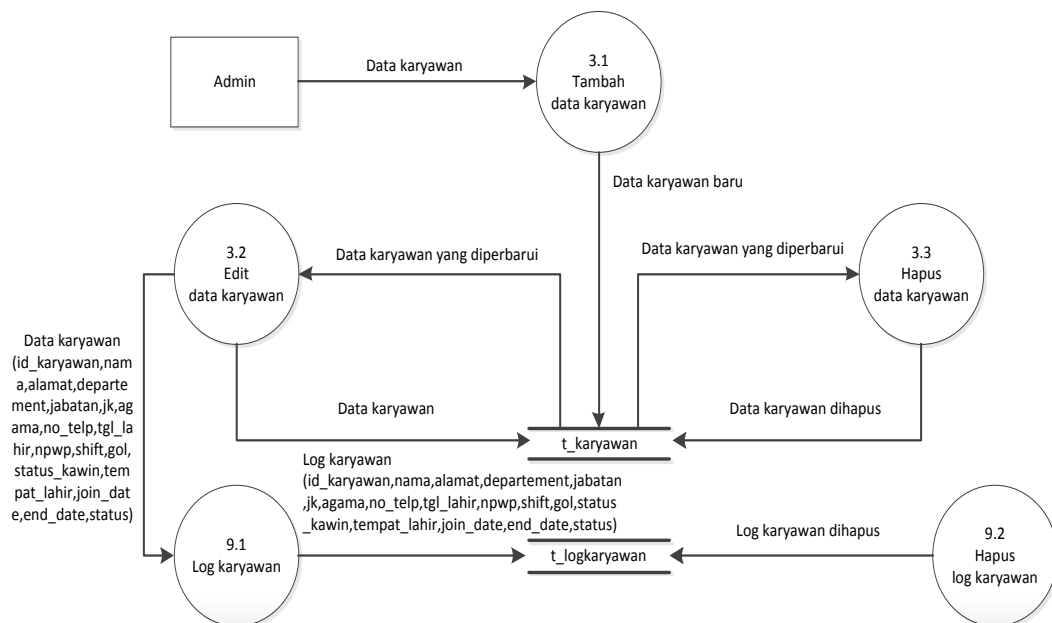 Admin
Data karyawan
3.1
Tambah
data karyawan
Data karyawan baru
3.2
Edit
data karyawan
Data karyawan yang diperbarui
Data karyawan yang diperbarui
3.3
Hapus
data karyawan
Data karyawan
(id_karyawan,nam
a,alamat,departe
ment,jabatan,jk,ag
ama,no_telp,tgl_la
hir,npwp,shift,gol,
status_kawin,tem
pat_lahir,join_dat
e,end_date,status)
Data karyawan
Data karyawan dihapus
t_karyawan
Log karyawan
(id_karyawan,nama,alamat,departement,jabatan
,jk,agama,no_telp,tgl_lahir,npwp,shift,gol,status
_kawin,tempat_lahir,join_date,end_date,status)
9.1
Log karyawan
t_logkaryawan
Log karyawan dihapus
9.2
Hapus
log karyawan